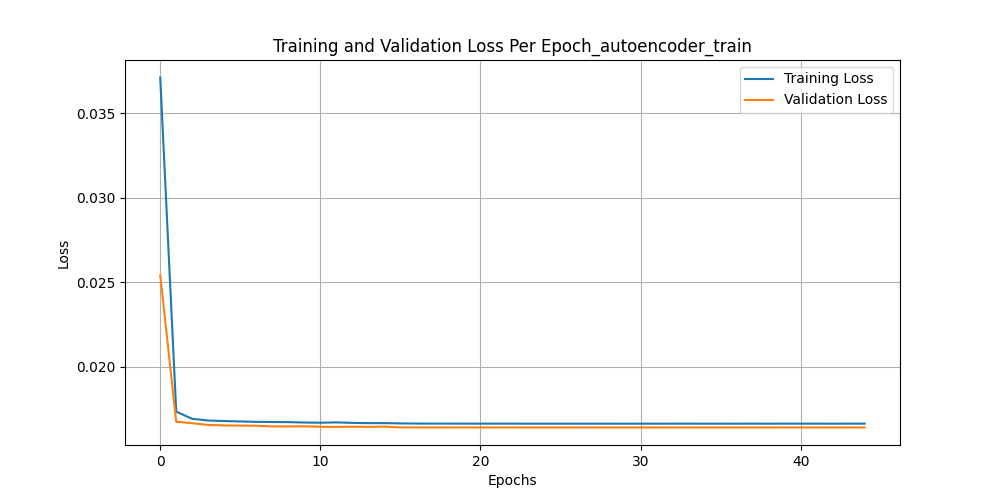 Training and Validation Loss Per Epoch_autoencoder_train
Training Loss
Validation Loss
0.035
0.030
0.025
0.020
Loss
0 10 20 30 40
Epochs